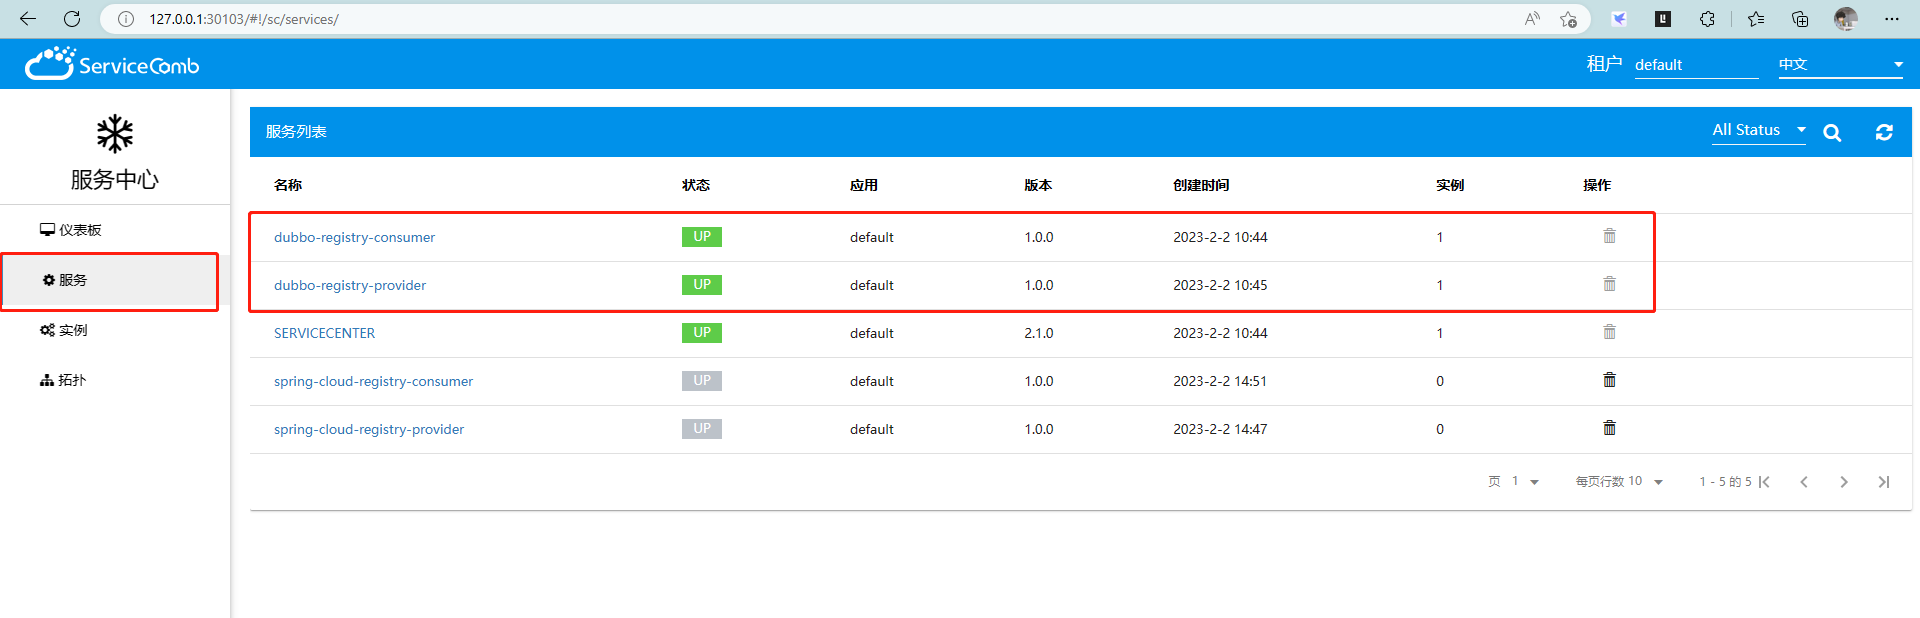 127.0.0.1:30103/#!/sc/services/
ServiceComb
租户 default 中文
服务中心
仪表板
服务
实例
拓扑
服务列表 All Status
名称 状态 应用 版本 创建时间 实例 操作
dubbo-registry-consumer UP default 1.0.0 2023-2-2 10:44 1
dubbo-registry-provider UP default 1.0.0 2023-2-2 10:45 1
SERVICECENTER UP default 2.1.0 2023-2-2 10:44 1
spring-cloud-registry-consumer UP default 1.0.0 2023-2-2 14:51 0
spring-cloud-registry-provider UP default 1.0.0 2023-2-2 14:47 0
页 1 每页行数 10 1 - 5 的 5